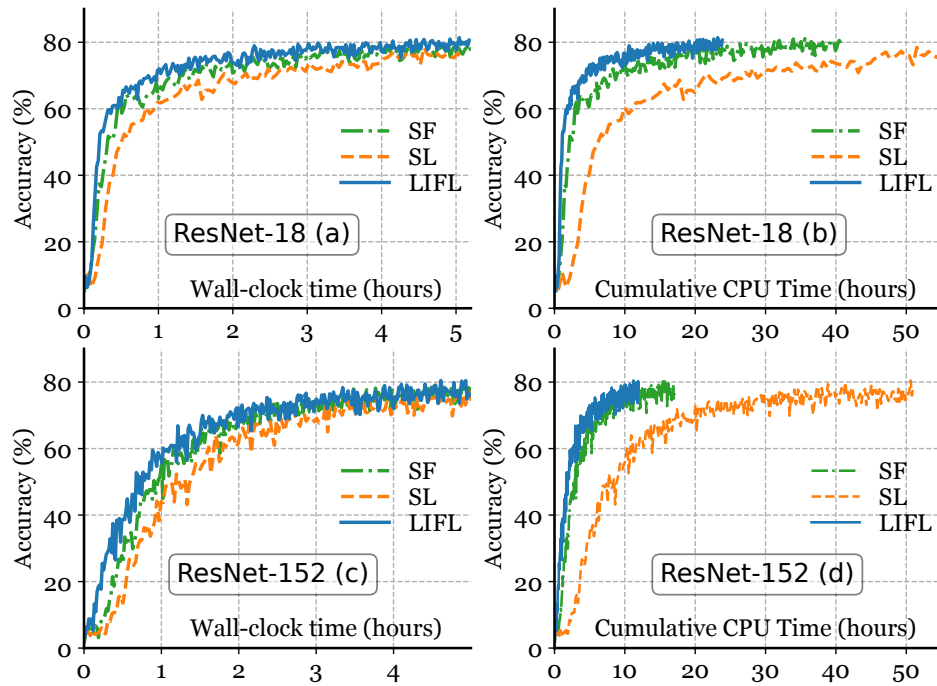 80
60
40
20
0
Accuracy (%)
SF
SL
LIFL
ResNet-18 (a)
Wall-clock time (hours)
0 1 2 3 4 5
80
60
40
20
0
Accuracy (%)
SF
SL
LIFL
ResNet-18 (b)
Cumulative CPU Time (hours)
0 10 20 30 40 50
80
60
40
20
0
Accuracy (%)
SF
SL
LIFL
ResNet-152 (c)
Wall-clock time (hours)
0 1 2 3 4
80
60
40
20
0
Accuracy (%)
SF
SL
LIFL
ResNet-152 (d)
Cumulative CPU Time (hours)
0 10 20 30 40 50